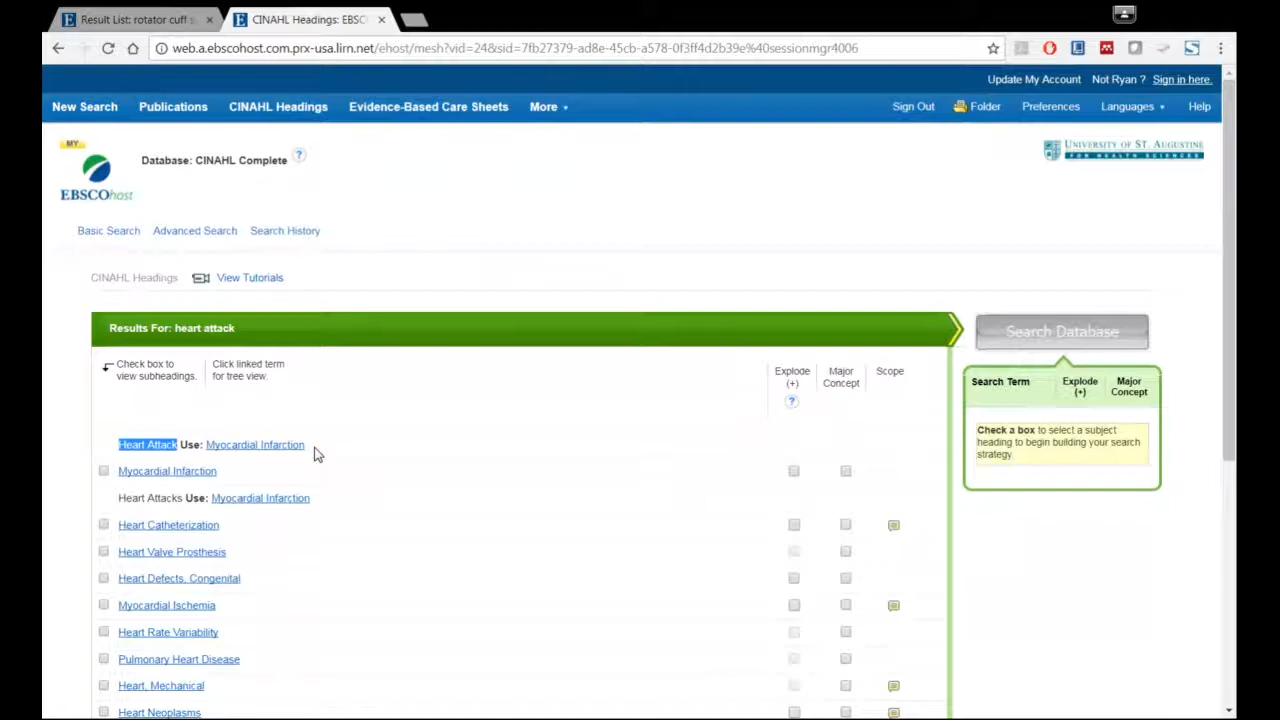 Result List: rotator cuff s
CINAHL Headings: EBSC
web.a.ebscohost.com.prx-usa.lirn.net/ehost/mesh?vid=24&sid=7fb27379-ad8e-45cb-a578-0f3ff4d2b39e%40sessionmgr4006
Update My Account Not Ryan ? Sign in here.
New Search Publications CINAHL Headings Evidence-Based Care Sheets More Sign Out Folder Preferences Languages Help
MY
EBSCOhost
Database: CINAHL Complete ?
UNIVERSITY OF ST. AUGUSTINE
FOR HEALTH SCIENCES
Basic Search Advanced Search Search History
CINAHL Headings View Tutorials
Results For: heart attack
Search Database
Check box to
view subheadings.
Click linked term
for tree view.
Explode
(+)
?
Major
Concept
Scope
Search Term
Explode
(+)
Major
Concept
Check a box to select a subject
heading to begin building your search
strategy.
Heart Attack Use: Myocardial Infarction
Myocardial Infarction
Heart Attacks Use: Myocardial Infarction
Heart Catheterization
Heart Valve Prosthesis
Heart Defects, Congenital
Myocardial Ischemia
Heart Rate Variability
Pulmonary Heart Disease
Heart, Mechanical
Heart Neoplasms